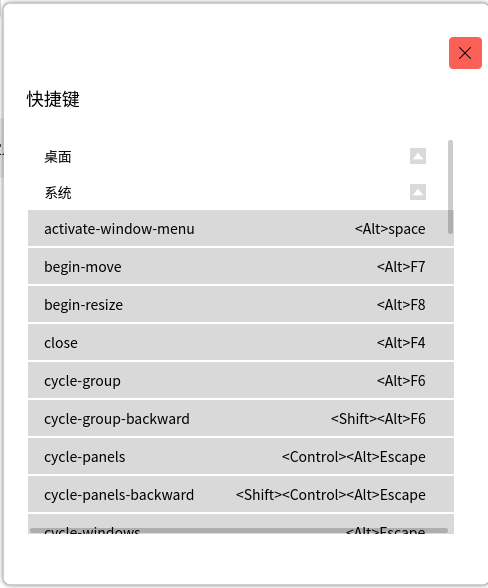 快捷键
桌面
系统
activate-window-menu <Alt>space
begin-move <Alt>F7
begin-resize <Alt>F8
close <Alt>F4
cycle-group <Alt>F6
cycle-group-backward <Shift><Alt>F6
cycle-panels <Control><Alt>Escape
cycle-panels-backward <Shift><Control><Alt>Escape
cycle-windows <Alt>Escape